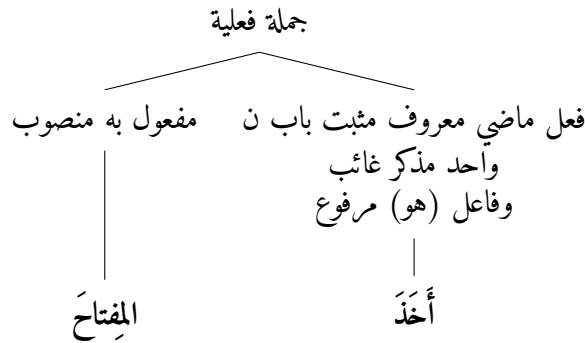 جملة فعلية
فعل ماضي معروف مثبت باب ن
واحد مذكر غائب
وفاعل (هو) مرفوع
مفعول به منصوب
أَخَذَ
المِفتاحَ